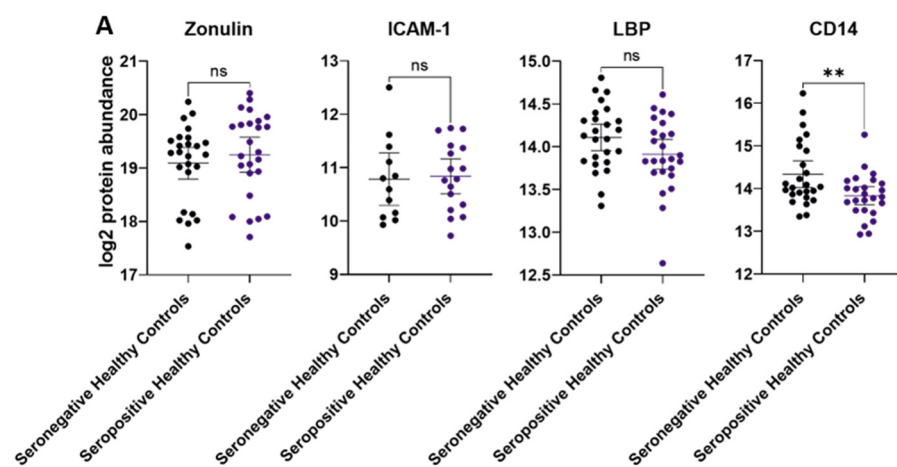 A
Zonulin
ICAM-1
LBP
CD14
log2 protein abundance
21
20
19
18
17
ns
Seronegative Healthy Controls
Seropositive Healthy Controls
13
12
11
10
9
ns
Seronegative Healthy Controls
Seropositive Healthy Controls
15.0
14.5
14.0
13.5
13.0
12.5
ns
Seronegative Healthy Controls
Seropositive Healthy Controls
17
16
15
14
13
12
**
Seronegative Healthy Controls
Seropositive Healthy Controls